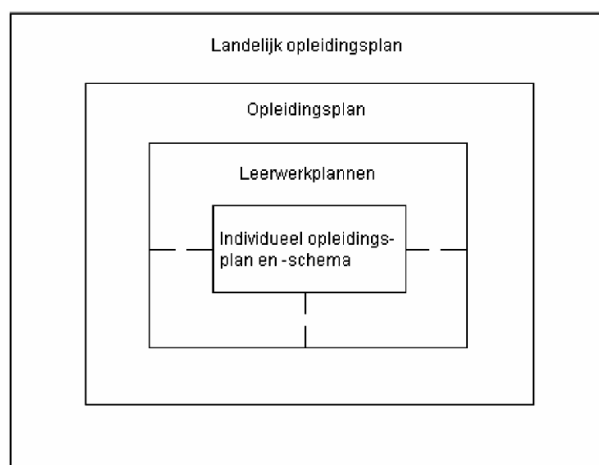 Landelijk opleidingsplan
Opleidingsplan
Leerwerkplannen
Individueel opleidings-
plan en -schema